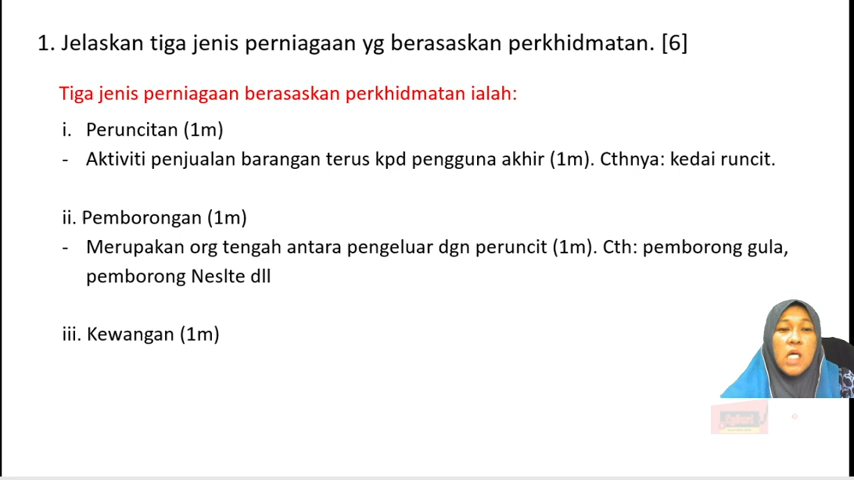 1. Jelaskan tiga jenis perniagaan yg berasaskan perkhidmatan. [6]
Tiga jenis perniagaan berasaskan perkhidmatan ialah:
i. Peruncitan (1m)
- Aktiviti penjualan barangan terus kpd pengguna akhir (1m). Cthnya: kedai runcit.
ii. Pemborongan (1m)
- Merupakan org tengah antara pengeluar dgn peruncit (1m). Cth: pemborong gula,
pemborong Neslte dll
iii. Kewangan (1m)